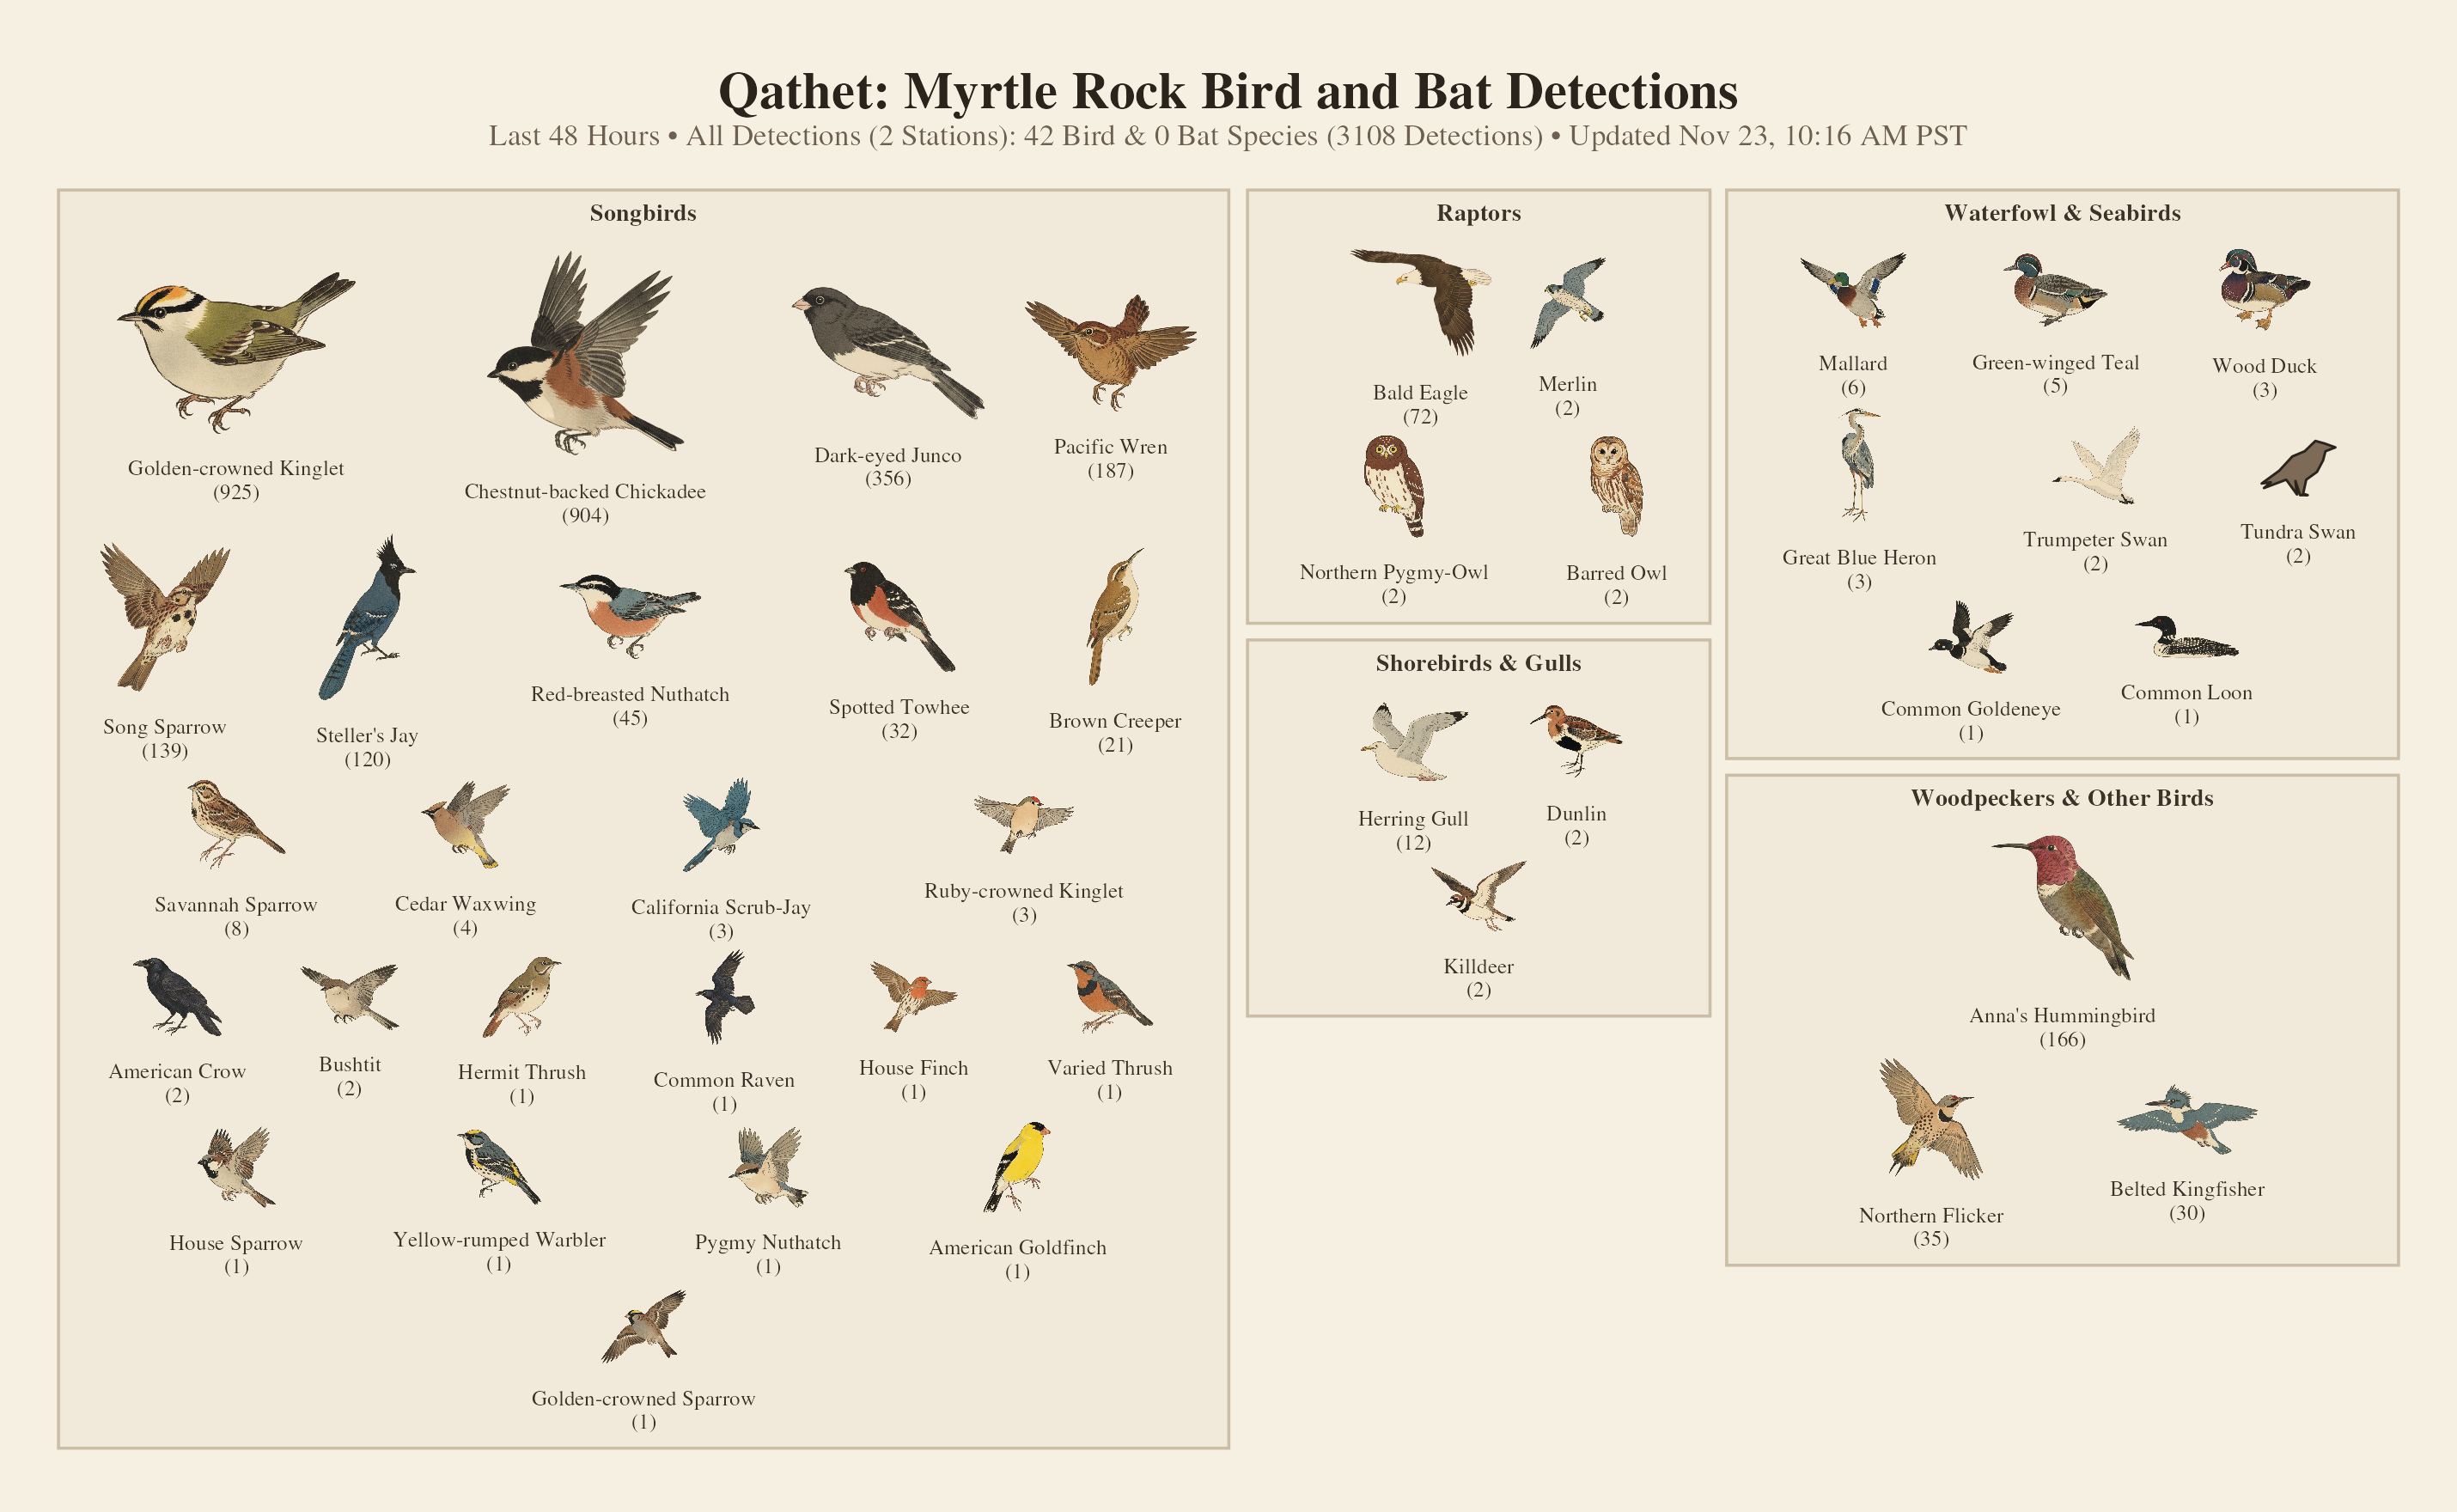 Qathet: Myrtle Rock Bird and Bat Detections
Last 48 Hours • All Detections (2 Stations): 42 Bird & 0 Bat Species (3108 Detections) • Updated Nov 23, 10:16 AM PST
Songbirds
Golden-crowned Kinglet
(925)
Chestnut-backed Chickadee
(904)
Dark-eyed Junco
(356)
Pacific Wren
(187)
Song Sparrow
(139)
Steller's Jay
(120)
Red-breasted Nuthatch
(45)
Spotted Towhee
(32)
Brown Creeper
(21)
Savannah Sparrow
(8)
Cedar Waxwing
(4)
California Scrub-Jay
(3)
Ruby-crowned Kinglet
(3)
American Crow
(2)
Bushtit
(2)
Hermit Thrush
(1)
Common Raven
(1)
House Finch
(1)
Varied Thrush
(1)
House Sparrow
(1)
Yellow-rumped Warbler
(1)
Pygmy Nuthatch
(1)
American Goldfinch
(1)
Golden-crowned Sparrow
(1)
Raptors
Bald Eagle
(72)
Merlin
(2)
Northern Pygmy-Owl
(2)
Barred Owl
(2)
Shorebirds & Gulls
Herring Gull
(12)
Dunlin
(2)
Killdeer
(2)
Waterfowl & Seabirds
Mallard
(6)
Green-winged Teal
(5)
Wood Duck
(3)
Great Blue Heron
(3)
Trumpeter Swan
(2)
Tundra Swan
(2)
Common Goldeneye
(1)
Common Loon
(1)
Woodpeckers & Other Birds
Anna's Hummingbird
(166)
Northern Flicker
(35)
Belted Kingfisher
(30)